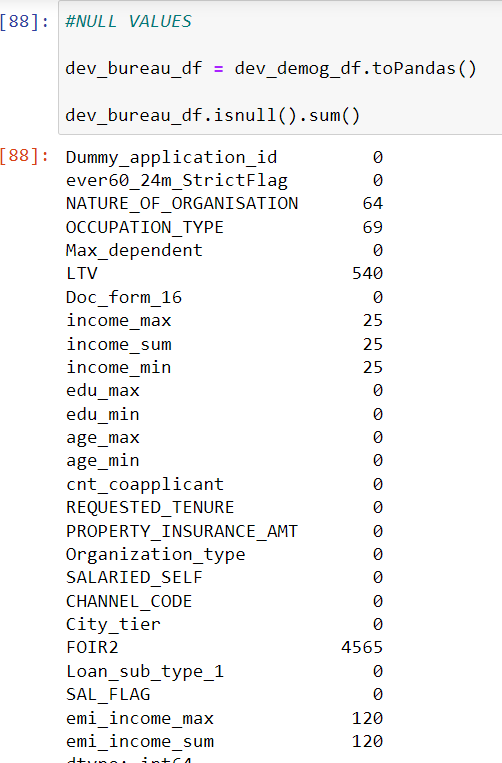 [88]: #NULL VALUES
dev_bureau_df = dev_demog_df.toPandas()
dev_bureau_df.isnull().sum()
[88]: Dummy_application_id 0
ever60_24m_StrictFlag 0
NATURE_OF_ORGANISATION 64
OCCUPATION_TYPE 69
Max_dependent 0
LTV 540
Doc_form_16 0
income_max 25
income_sum 25
income_min 25
edu_max 0
edu_min 0
age_max 0
age_min 0
cnt_coapplicant 0
REQUESTED_TENURE 0
PROPERTY_INSURANCE_AMT 0
Organization_type 0
SALARIED_SELF 0
CHANNEL_CODE 0
City_tier 0
FOIR2 4565
Loan_sub_type_1 0
SAL_FLAG 0
emi_income_max 120
emi_income_sum 120
dtype: int64